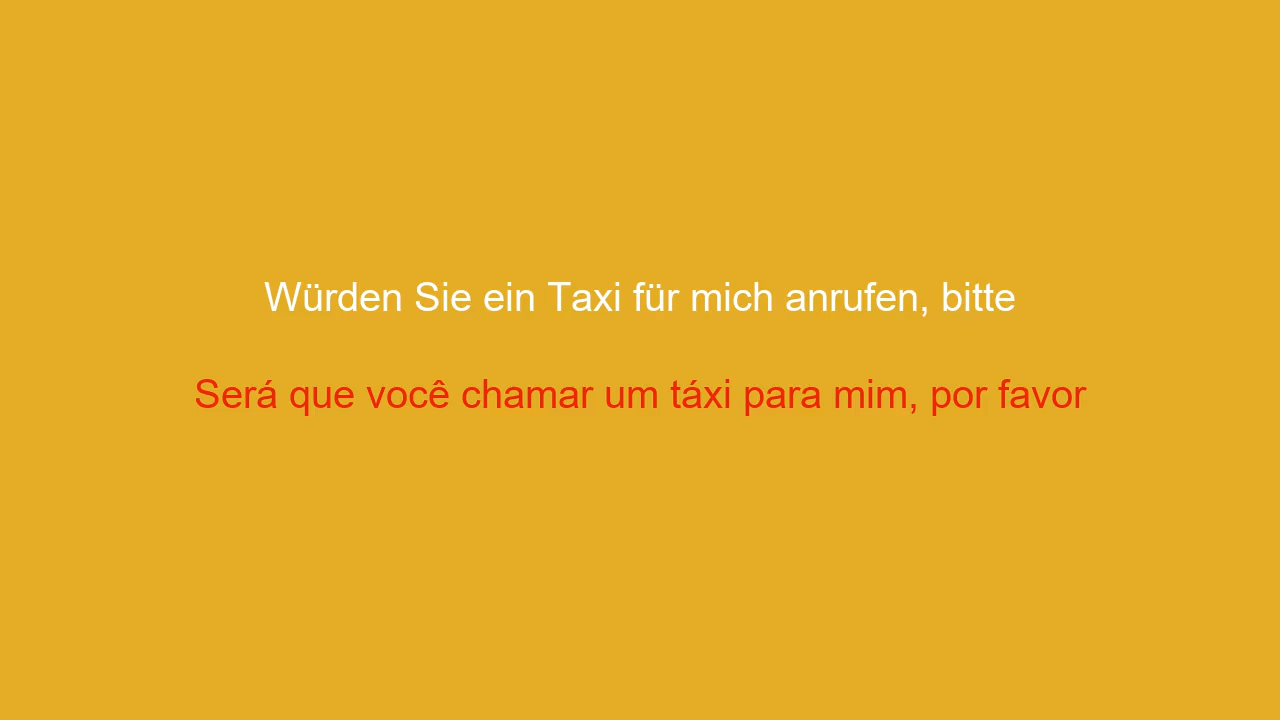 Würden Sie ein Taxi für mich anrufen, bitte
Será que você chamar um táxi para mim, por favor